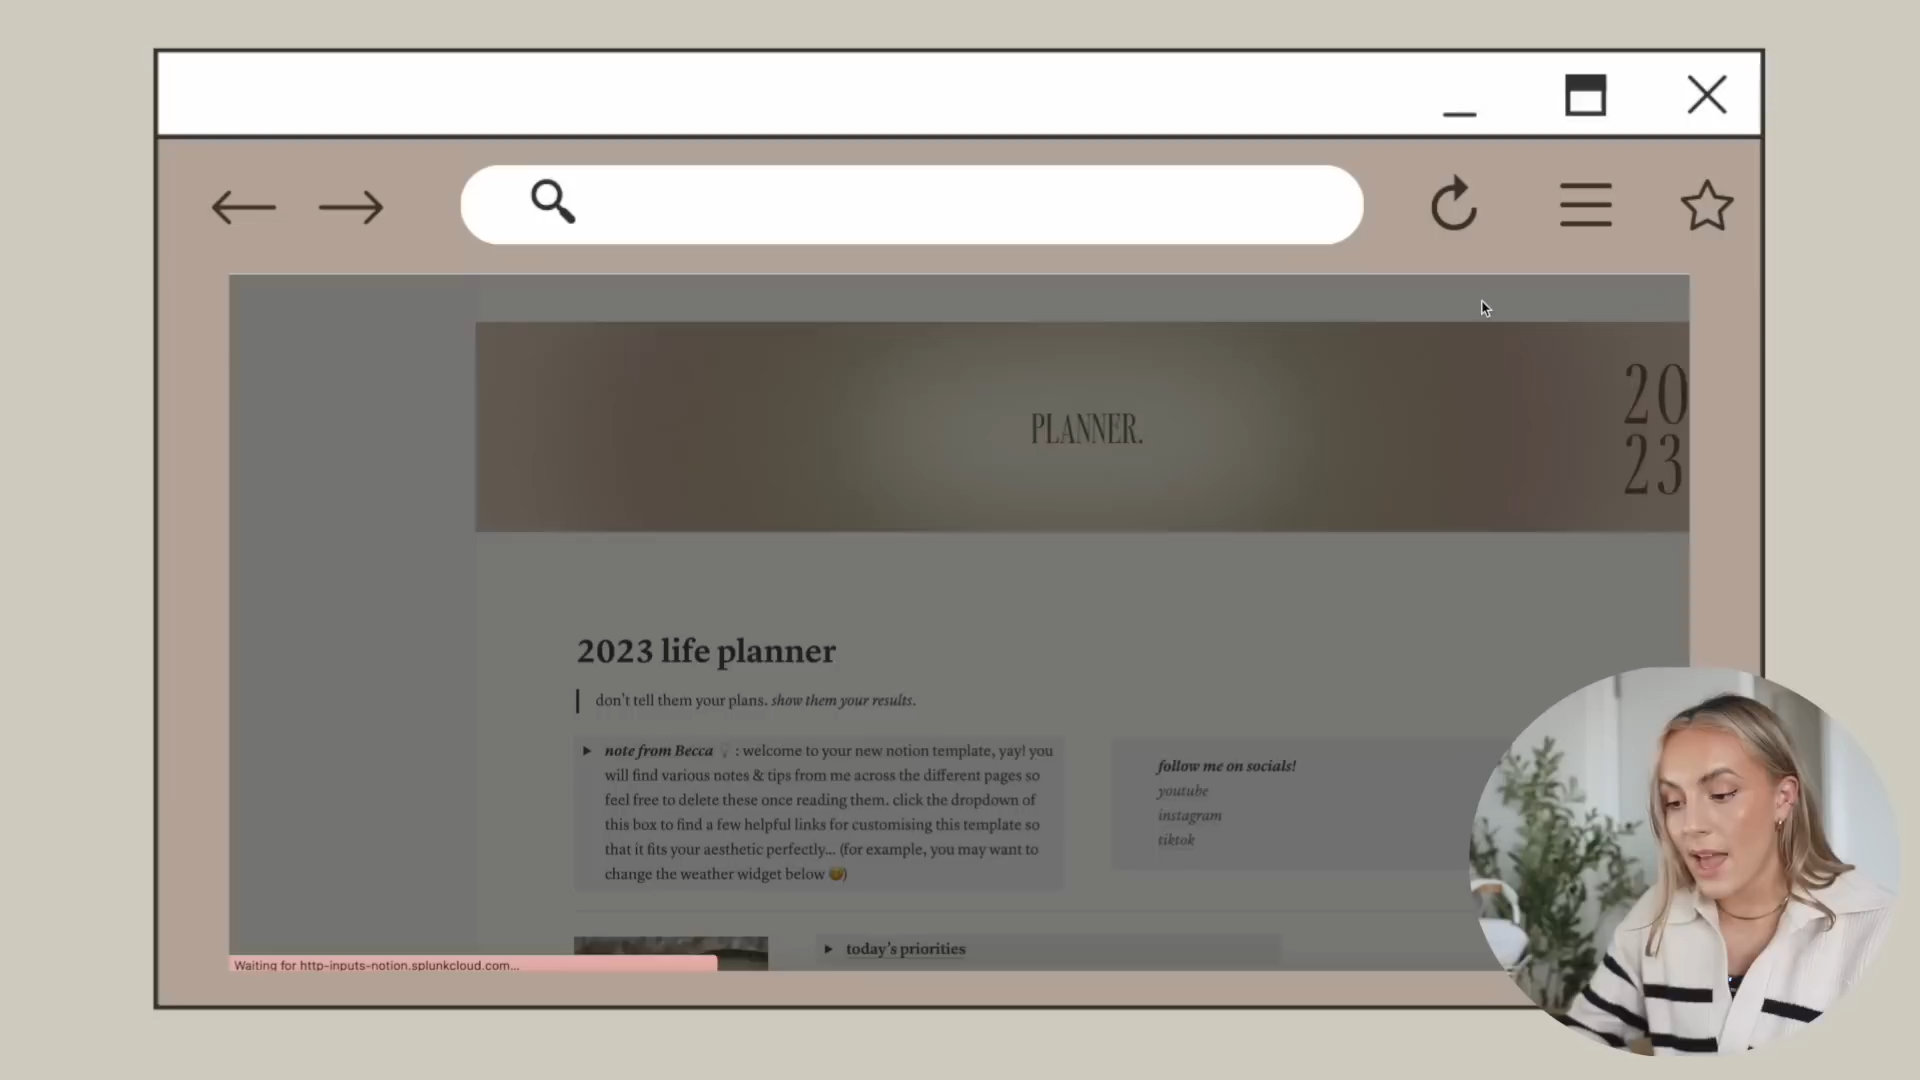 PLANNER.
20
23
2023 life planner
don't tell them your plans. show them your results.
note from Becca 💡 : welcome to your new notion template, yay! you
will find various notes & tips from me across the different pages so
feel free to delete these once reading them. click the dropdown of
this box to find a few helpful links for customising this template so
that it fits your aesthetic perfectly... (for example, you may want to
change the weather widget below 😂)
follow me on socials!
youtube
instagram
tiktok
today's priorities
Waiting for http-inputs-notion.splunkcloud.com...